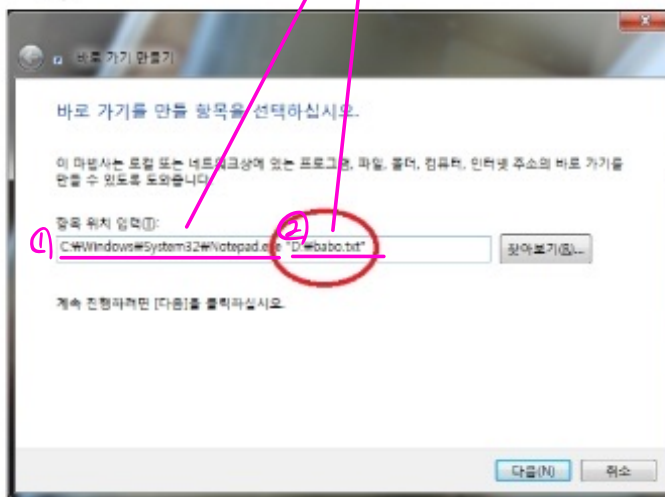 바로 가기 만들기
바로 가기를 만들 항목을 선택하십시오.
이 마법사는 로컬 또는 네트워크상에 있는 프로그램, 파일, 폴더, 컴퓨터, 인터넷 주소의 바로 가기를
만들 수 있도록 도와줍니다.
항목 위치 입력(T):
① ②
C:₩Windows₩System32₩Notepad.exe "D:₩babo.txt"
찾아보기(R)...
계속 진행하려면 [다음]을 클릭하십시오.
다음(N) 취소